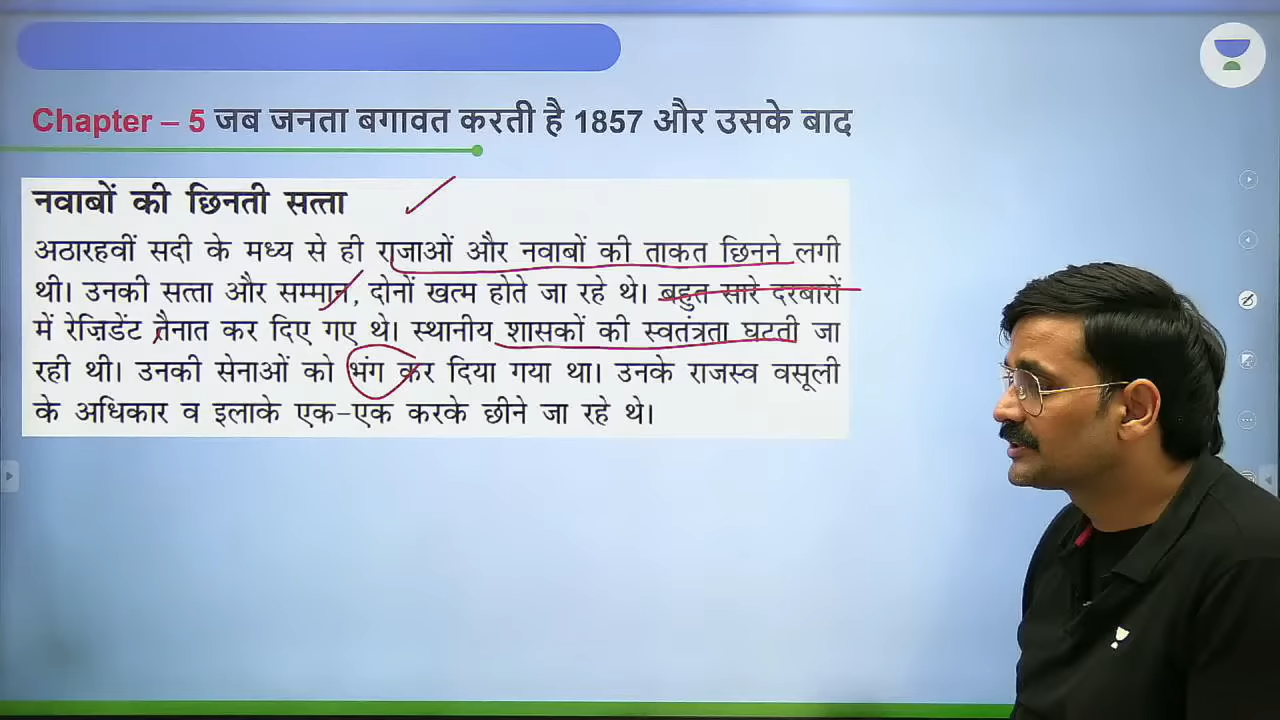 Chapter – 5 जब जनता बगावत करती है 1857 और उसके बाद
नवाबों की छिनती सत्ता
अठारहवीं सदी के मध्य से ही राजाओं और नवाबों की ताकत छिनने लगी
थी। उनकी सत्ता और सम्मान, दोनों खत्म होते जा रहे थे। बहुत सारे दरबारों
में रेज़िडेंट तैनात कर दिए गए थे। स्थानीय शासकों की स्वतंत्रता घटती जा
रही थी। उनकी सेनाओं को भंग कर दिया गया था। उनके राजस्व वसूली
के अधिकार व इलाके एक-एक करके छीने जा रहे थे।